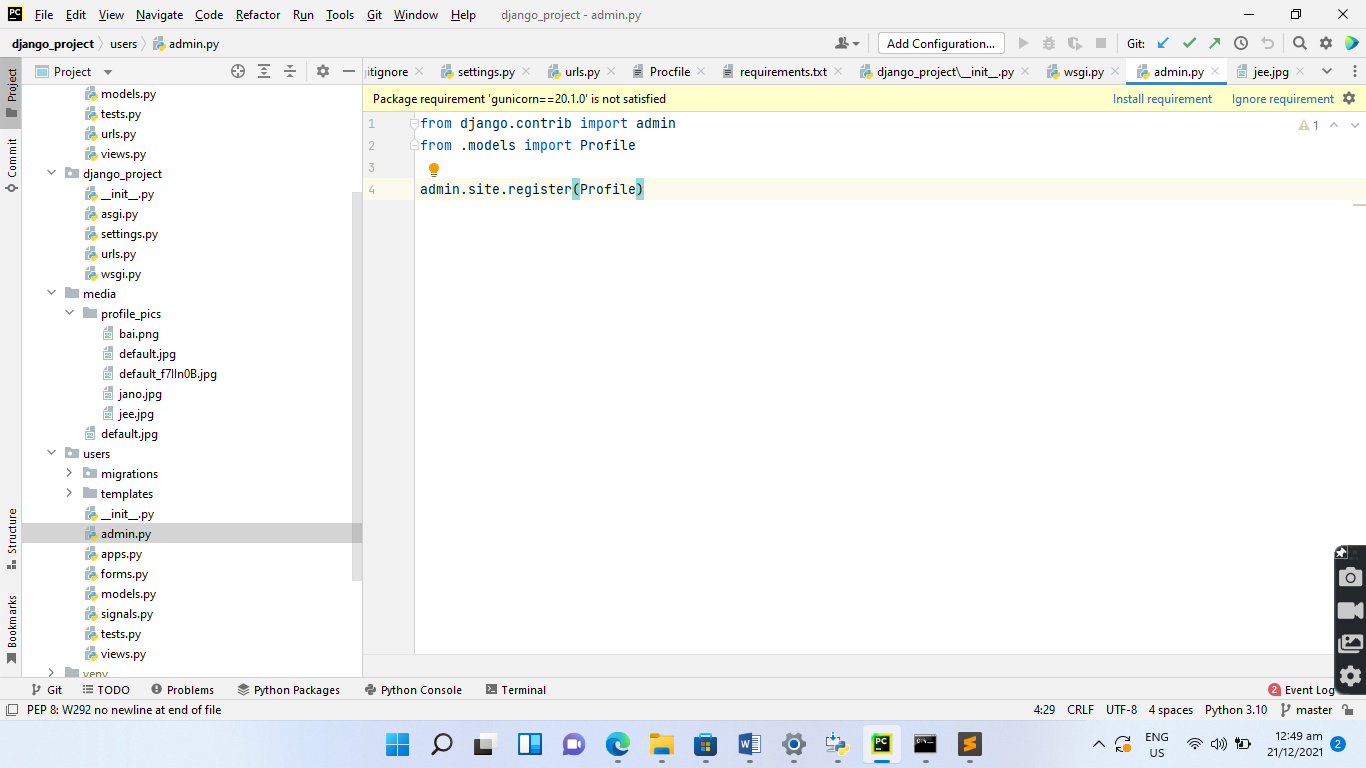 File Edit View Navigate Code Refactor Run Tools Git Window Help django_project - admin.py
django_project users admin.py Add Configuration... Git:
Project
gitignore settings.py urls.py Procfile requirements.txt django_project\__init__.py wsgi.py admin.py jee.jpg
Package requirement 'gunicorn==20.1.0' is not satisfied Install requirement Ignore requirement
Project
Commit
Structure
Bookmarks
models.py
tests.py
urls.py
views.py
django_project
__init__.py
asgi.py
settings.py
urls.py
wsgi.py
media
profile_pics
bai.png
default.jpg
default_f7lIn0B.jpg
jano.jpg
jee.jpg
default.jpg
users
migrations
templates
__init__.py
admin.py
apps.py
forms.py
models.py
signals.py
tests.py
views.py
venv
1 from django.contrib import admin
2 from .models import Profile
3
4 admin.site.register(Profile)
1
Git TODO Problems Python Packages Python Console Terminal 2 Event Log
PEP 8: W292 no newline at end of file 4:29 CRLF UTF-8 4 spaces Python 3.10 master
ENG
US
12:49 am
21/12/2021
2